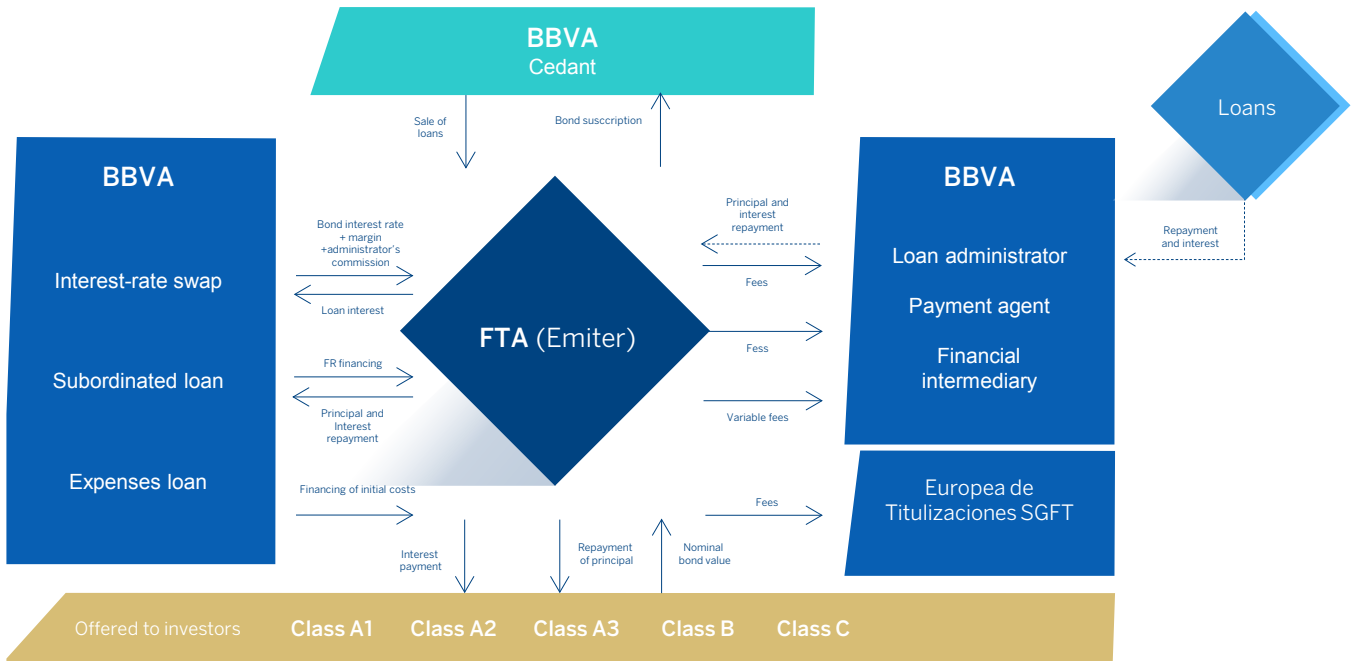 BBVA
Cedant
Loans
Sale of
loans
Bond susccription
BBVA
Interest-rate swap
Subordinated loan
Expenses loan
Bond interest rate
+ margin
+administrator's
commission
Loan interest
FR financing
Principal and
Interest
repayment
Financing of initial costs
FTA (Emiter)
Principal and
interest
repayment
Fees
Fess
Variable fees
Fees
BBVA
Loan administrator
Payment agent
Financial
intermediary
Repayment
and interest
Europea de
Titulizaciones SGFT
Interest
payment
Repayment
of principal
Nominal
bond value
Offered to investors Class A1 Class A2 Class A3 Class B Class C